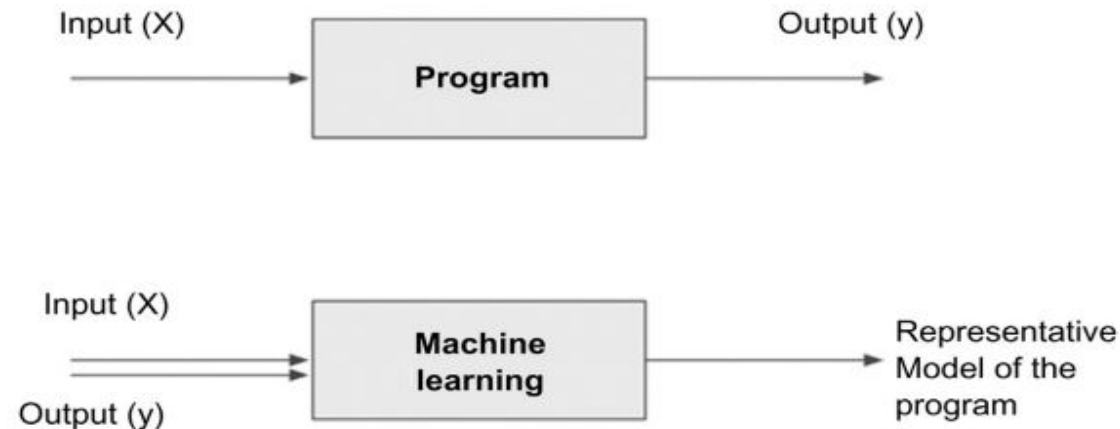 Input (X)
Output (y)
Program
Input (X)
Machine
learning
Output (y)
Representative
Model of the
program